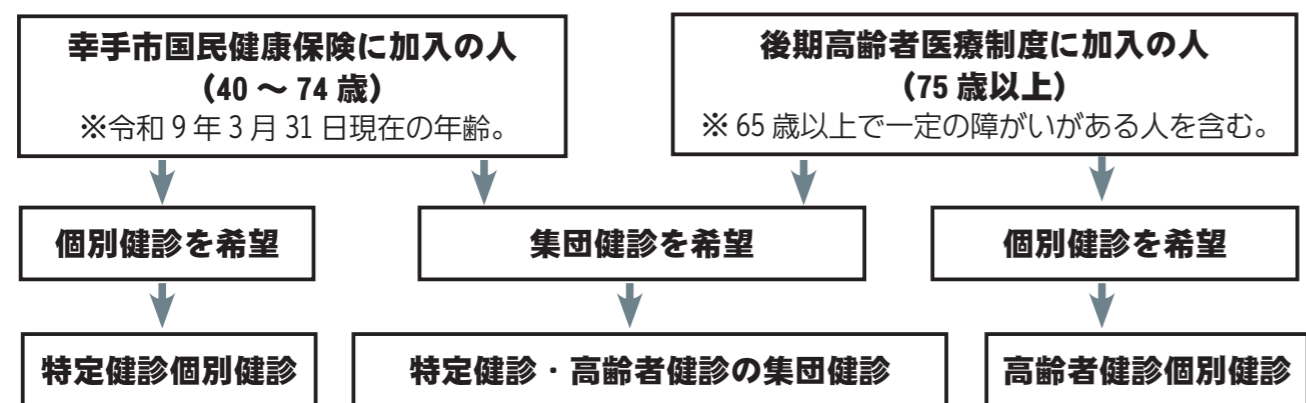 幸手市国民健康保険に加入の人
（40 ～ 74 歳）
※令和 9 年 3 月 31 日現在の年齢。
後期高齢者医療制度に加入の人
（75 歳以上）
※ 65 歳以上で一定の障がいがある人を含む。
個別健診を希望
集団健診を希望
個別健診を希望
特定健診個別健診
特定健診・高齢者健診の集団健診
高齢者健診個別健診